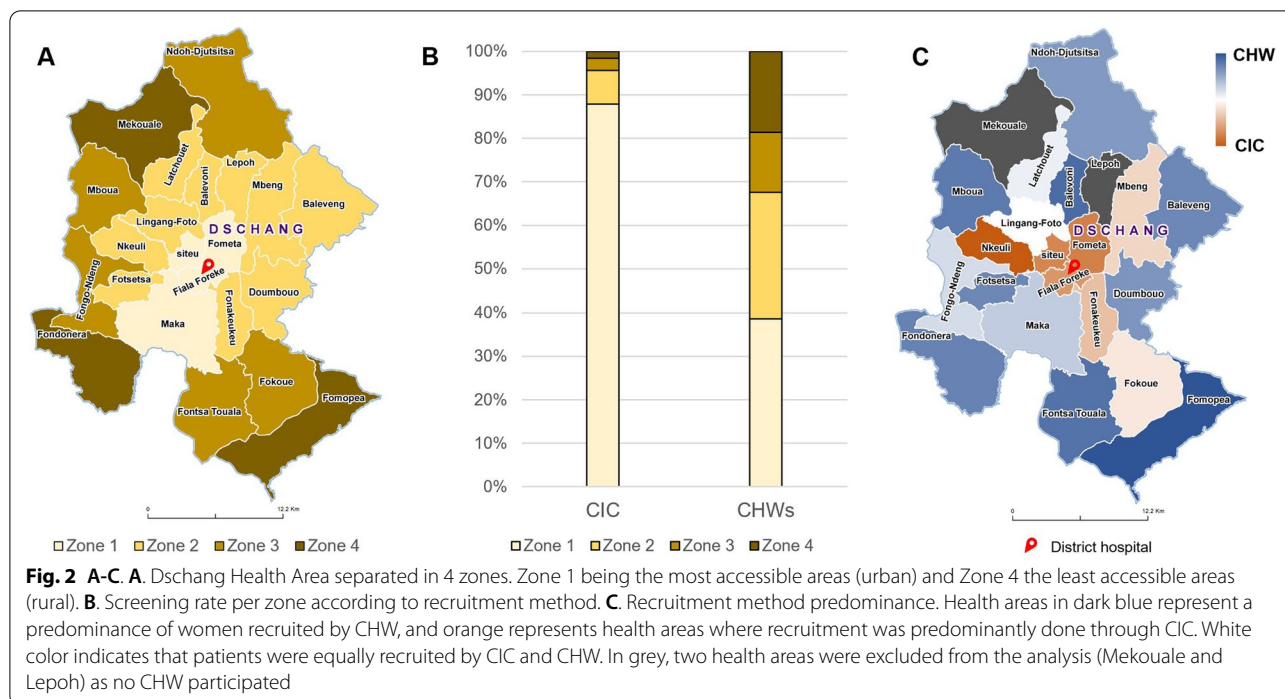 A
Ndoh-Djutsitsa
Mekouale
Latchouet
Balevoni
Lepoh
Mbeng
Mboua
Baleveng
Lingang-Foto
DSCHANG
Nkeuli
siteu
Fometa
Fongo-Ndeng
Fotsetsa
Fiala Foreke
Doumbouo
Maka
Fonakeukeu
Fondonera
Fokoue
Fontsa Touala
Fomopea
0 12.2 Km
Zone 1 Zone 2 Zone 3 Zone 4
B
100%
90%
80%
70%
60%
50%
40%
30%
20%
10%
0%
CIC CHWs
Zone 1 Zone 2 Zone 3 Zone 4
C
CHW
CIC
Ndoh-Djutsitsa
Mekouale
Latchouet
Balevoni
Lepoh
Mbeng
Mboua
Baleveng
Lingang-Foto
DSCHANG
Nkeuli
siteu
Fometa
Fongo-Ndeng
Fotsetsa
Fiala Foreke
Doumbouo
Maka
Fonakeukeu
Fondonera
Fokoue
Fontsa Touala
Fomopea
0 12.2 Km
District hospital
Fig. 2 A-C. A. Dschang Health Area separated in 4 zones. Zone 1 being the most accessible areas (urban) and Zone 4 the least accessible areas
(rural). B. Screening rate per zone according to recruitment method. C. Recruitment method predominance. Health areas in dark blue represent a
predominance of women recruited by CHW, and orange represents health areas where recruitment was predominantly done through CIC. White
color indicates that patients were equally recruited by CIC and CHW. In grey, two health areas were excluded from the analysis (Mekouale and
Lepoh) as no CHW participated